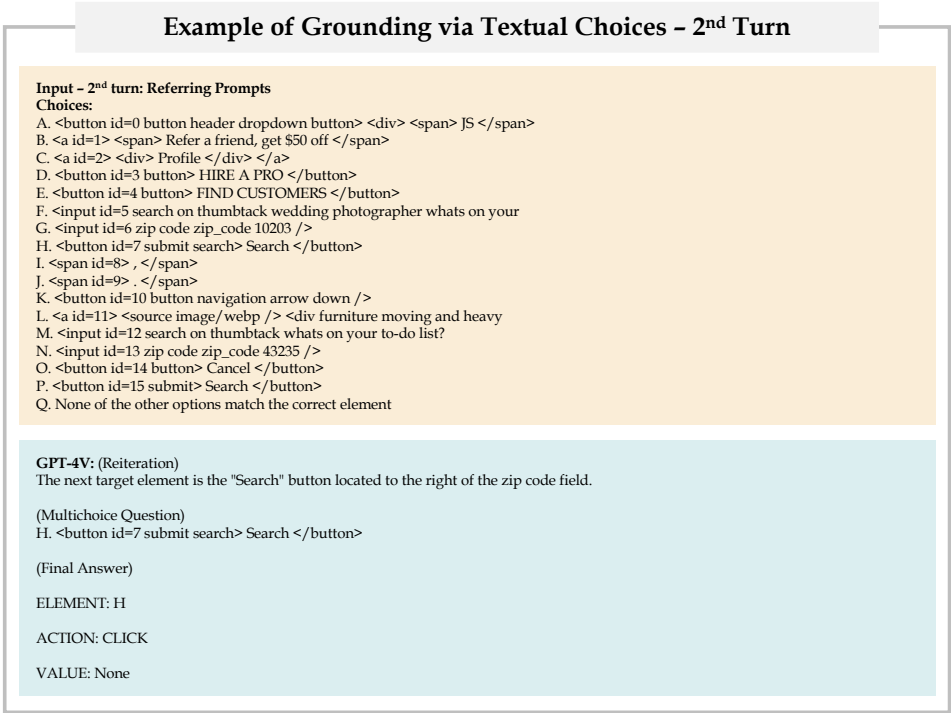 Example of Grounding via Textual Choices – 2nd Turn
Input – 2nd turn: Referring Prompts
Choices:
A. <button id=0 button header dropdown button> <div> <span> JS </span>
B. <a id=1> <span> Refer a friend, get $50 off </span>
C. <a id=2> <div> Profile </div> </a>
D. <button id=3 button> HIRE A PRO </button>
E. <button id=4 button> FIND CUSTOMERS </button>
F. <input id=5 search on thumbtack wedding photographer whats on your
G. <input id=6 zip code zip_code 10203 />
H. <button id=7 submit search> Search </button>
I. <span id=8> , </span>
J. <span id=9> . </span>
K. <button id=10 button navigation arrow down />
L. <a id=11> <source image/webp /> <div furniture moving and heavy
M. <input id=12 search on thumbtack whats on your to-do list?
N. <input id=13 zip code zip_code 43235 />
O. <button id=14 button> Cancel </button>
P. <button id=15 submit> Search </button>
Q. None of the other options match the correct element
GPT-4V: (Reiteration)
The next target element is the "Search" button located to the right of the zip code field.
(Multichoice Question)
H. <button id=7 submit search> Search </button>
(Final Answer)
ELEMENT: H
ACTION: CLICK
VALUE: None